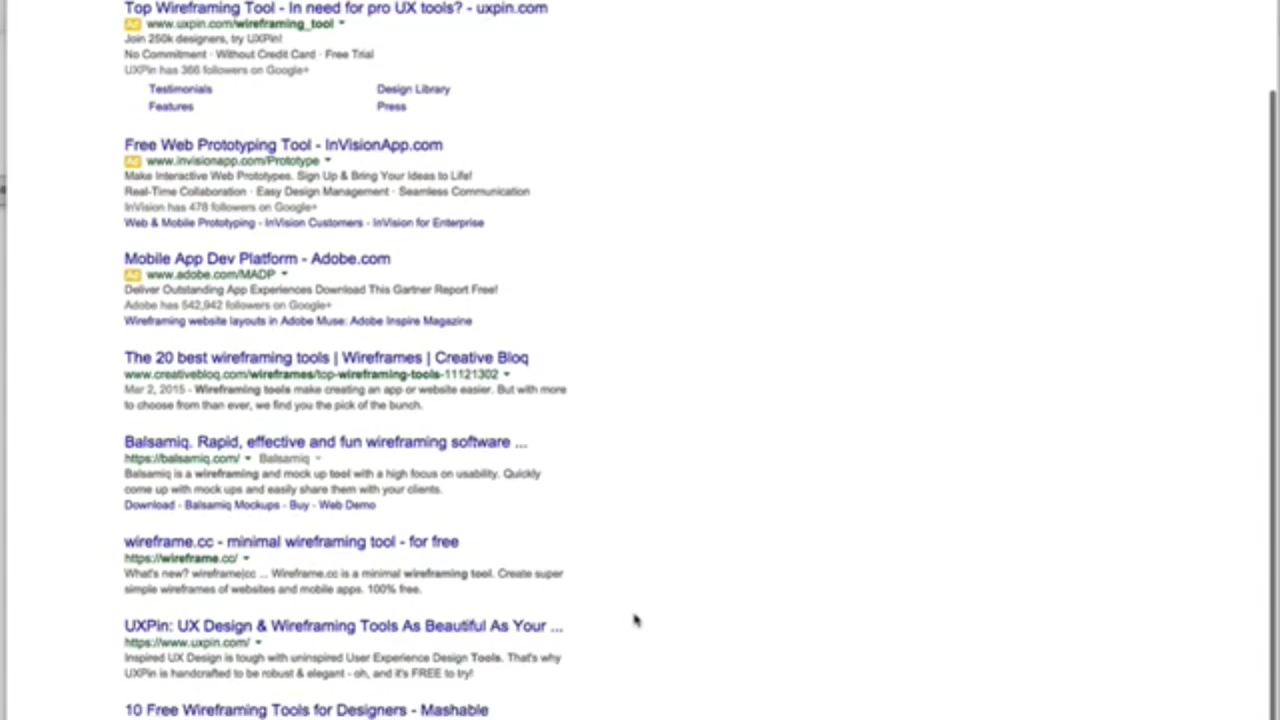 Top Wireframing Tool - In need for pro UX tools? - uxpin.com
Ad www.uxpin.com/wireframing_tool
Join 250k designers, try UXPin!
No Commitment · Without Credit Card · Free Trial
UXPin has 366 followers on Google+
Testimonials Design Library
Features Press
Free Web Prototyping Tool - InVisionApp.com
Ad www.invisionapp.com/Prototype
Make Interactive Web Prototypes. Sign Up & Bring Your Ideas to Life!
Real-Time Collaboration · Easy Design Management · Seamless Communication
InVision has 478 followers on Google+
Web & Mobile Prototyping - InVision Customers - InVision for Enterprise
Mobile App Dev Platform - Adobe.com
Ad www.adobe.com/MADP
Deliver Outstanding App Experiences Download This Gartner Report Free!
Adobe has 542,942 followers on Google+
Wireframing website layouts in Adobe Muse: Adobe Inspire Magazine
The 20 best wireframing tools | Wireframes | Creative Bloq
www.creativebloq.com/wireframes/top-wireframing-tools-11121302
Mar 2, 2015 - Wireframing tools make creating an app or website easier. But with more
to choose from than ever, we find you the pick of the bunch.
Balsamiq. Rapid, effective and fun wireframing software ...
https://balsamiq.com/ Balsamiq
Balsamiq is a wireframing and mock up tool with a high focus on usability. Quickly
come up with mock ups and easily share them with your clients.
Download - Balsamiq Mockups - Buy - Web Demo
wireframe.cc - minimal wireframing tool - for free
https://wireframe.cc/
What's new? wireframe|cc ... Wireframe.cc is a minimal wireframing tool. Create super
simple wireframes of websites and mobile apps. 100% free.
UXPin: UX Design & Wireframing Tools As Beautiful As Your ...
https://www.uxpin.com/
Inspired UX Design is tough with uninspired User Experience Design Tools. That's why
UXPin is handcrafted to be robust & elegant - oh, and it's FREE to try!
10 Free Wireframing Tools for Designers - Mashable